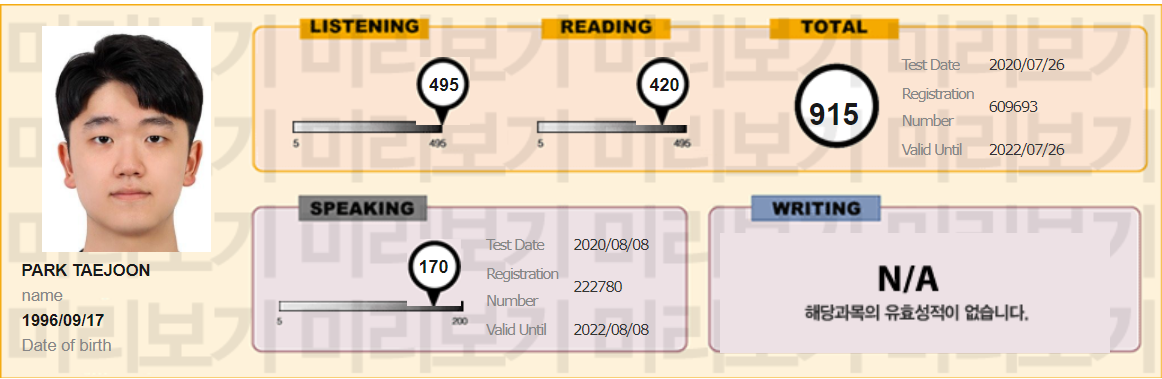 미리보기 미리보기 미리보기 미리보기
LISTENING
495
5 495
READING
420
5 495
TOTAL
915
Test Date 2020/07/26
Registration Number 609693
Valid Until 2022/07/26
PARK TAEJOON
name
1996/09/17
Date of birth
SPEAKING
170
5 200
Test Date 2020/08/08
Registration Number 222780
Valid Until 2022/08/08
WRITING
N/A
해당과목의 유효성적이 없습니다.